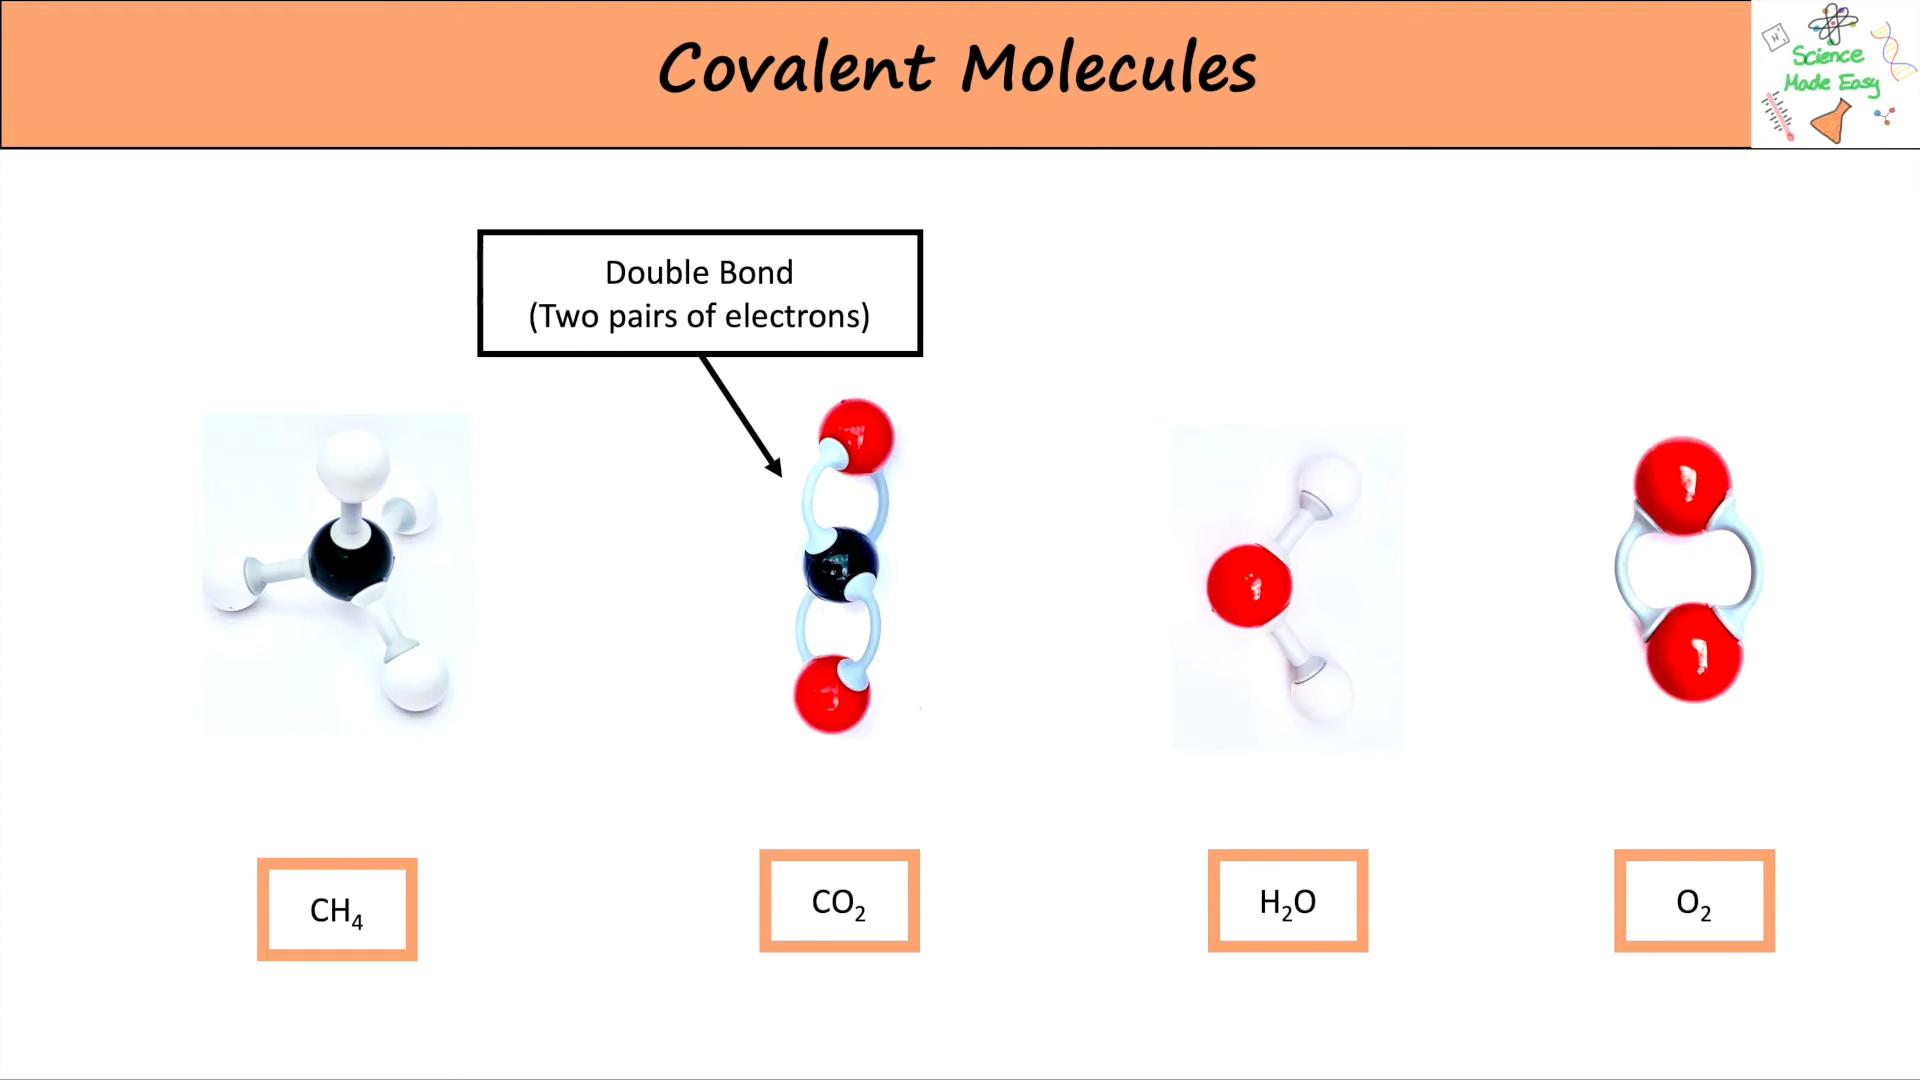 Covalent Molecules
Science
Made Easy
Double Bond
(Two pairs of electrons)
CH₄
CO₂
H₂O
O₂